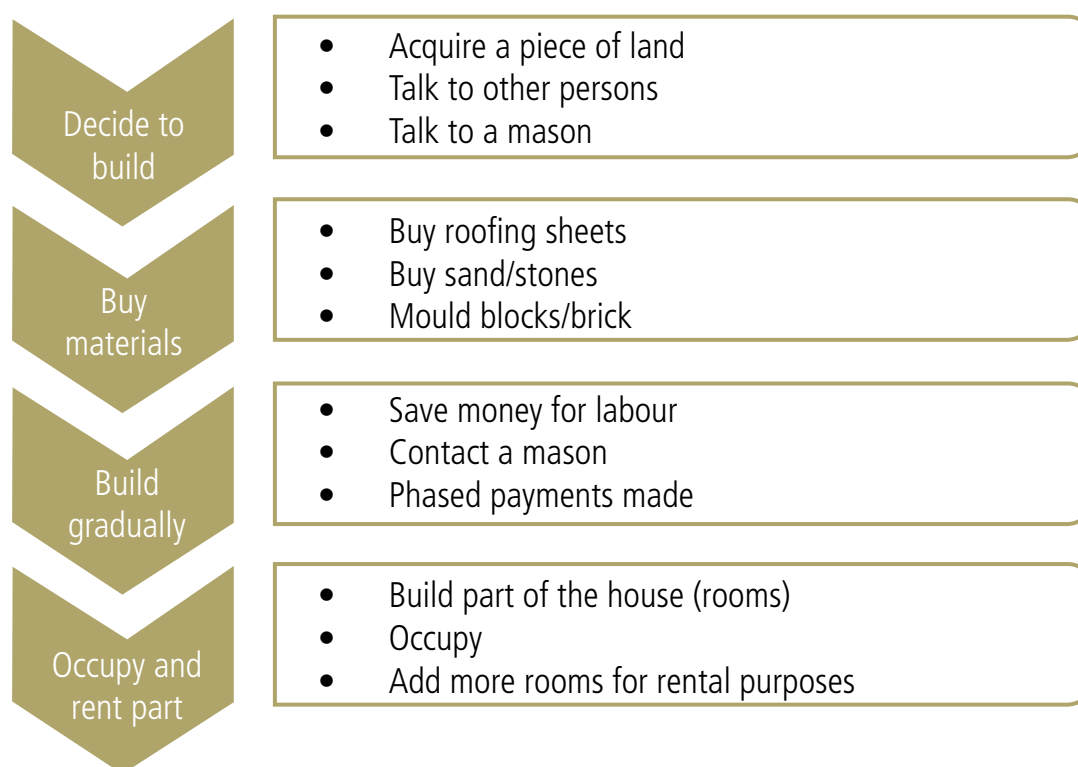 Decide to
build
• Acquire a piece of land
• Talk to other persons
• Talk to a mason
Buy
materials
• Buy roofing sheets
• Buy sand/stones
• Mould blocks/brick
Build
gradually
• Save money for labour
• Contact a mason
• Phased payments made
Occupy and
rent part
• Build part of the house (rooms)
• Occupy
• Add more rooms for rental purposes